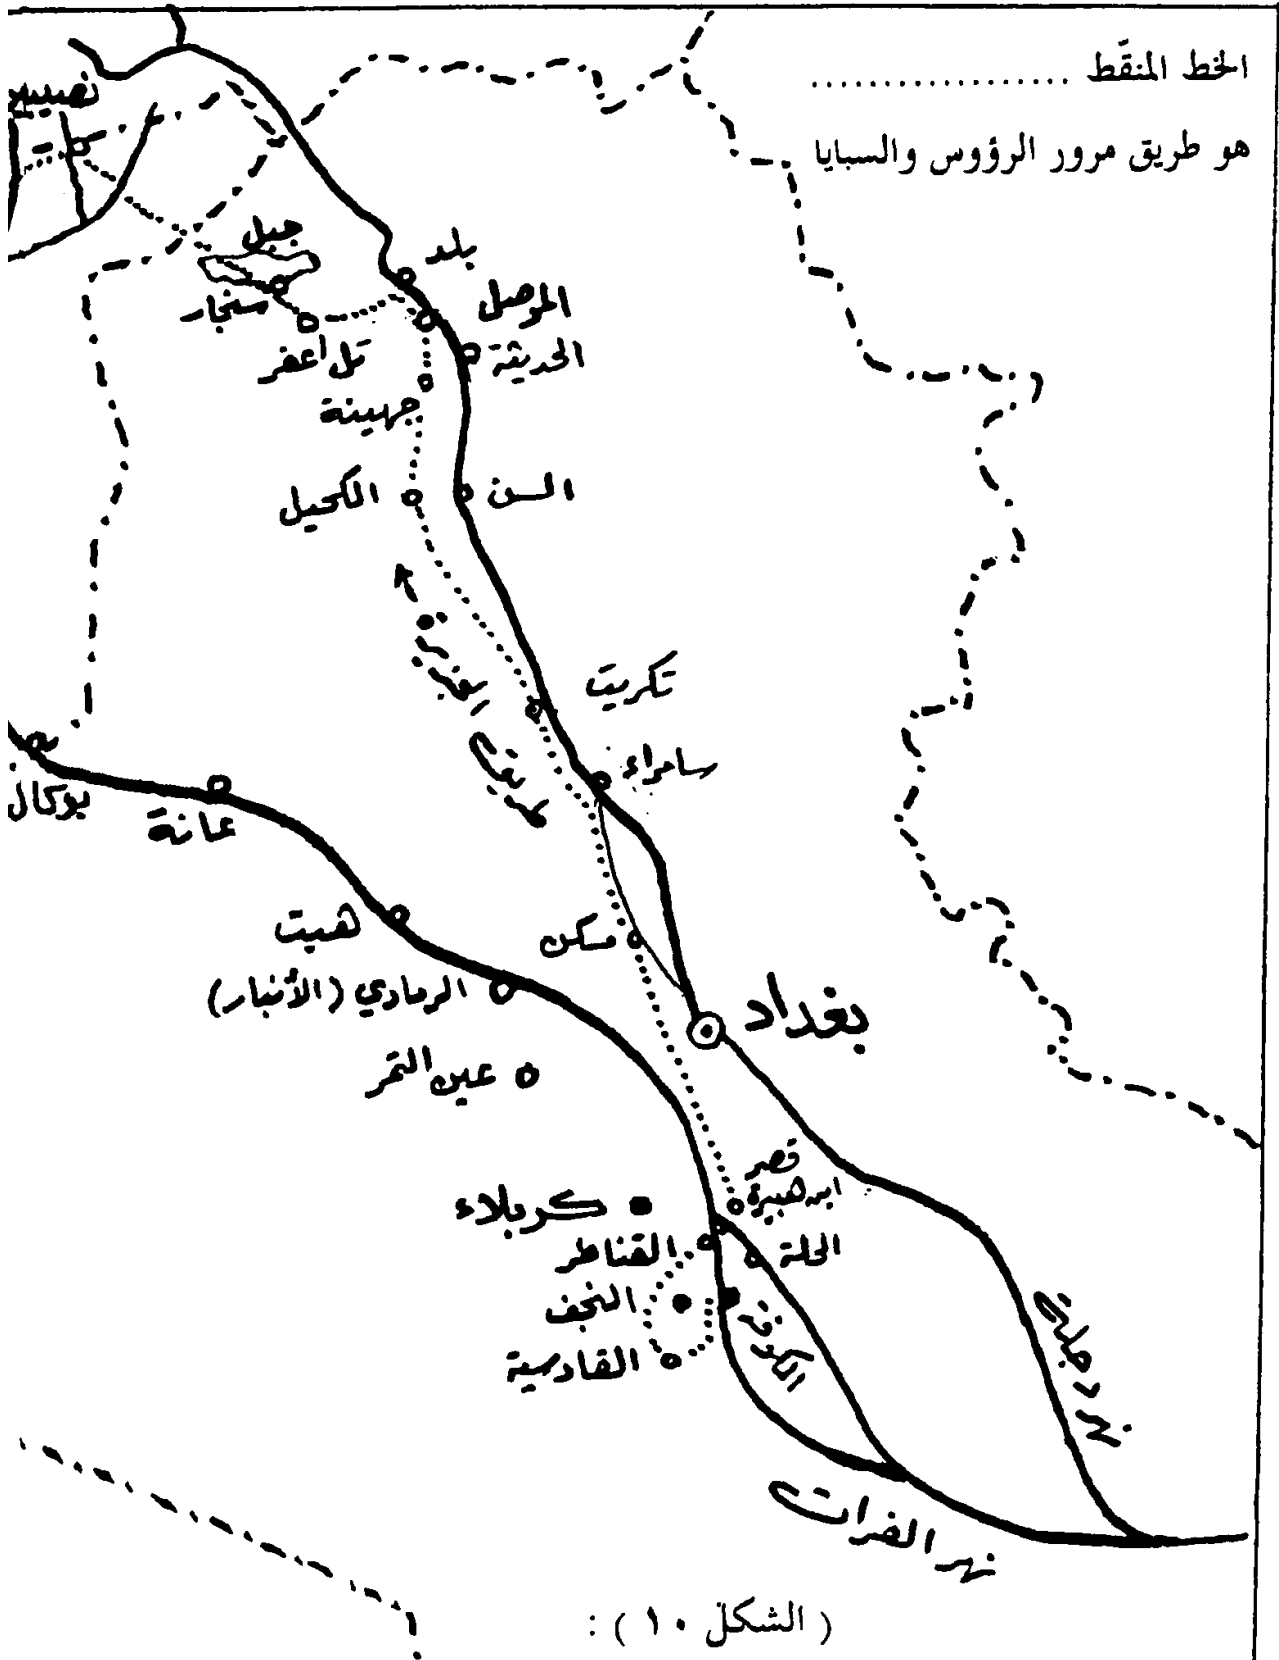 الخط المنقّط .................
هو طريق مرور الرؤوس والسبايا
جبل
بلد
سنجار
الموصل
تل اعفر
الحديثة
جهينة
الكحيل
السن
تكريت
سامراء
عانة
هيت
مسكن
الرمادي (الأنبار)
بغداد
عين التمر
قصر
ابن هبيرة
كربلاء
القناطر
الحلة
النجف
الكوفة
القادسية
نهر دجلة
نهر الفرات
( الشكل ١٠ ) :